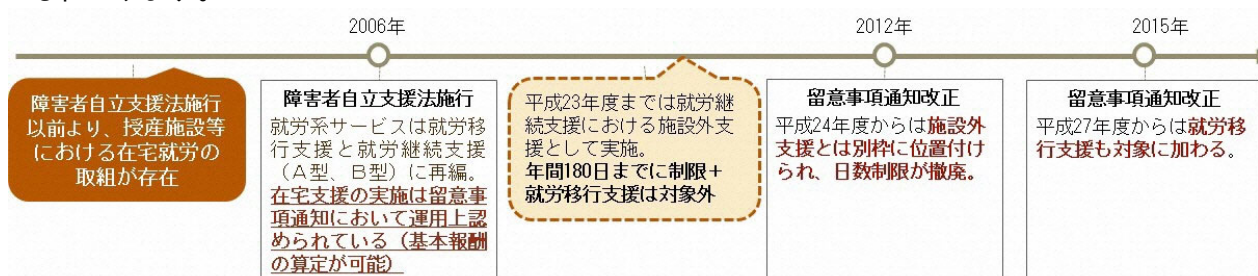 2006年
2012年
2015年
障害者自立支援法施行
以前より、授産施設等
における在宅就労の
取組が存在
障害者自立支援法施行
就労系サービスは就労移
行支援と就労継続支援
（A型、B型）に再編。
在宅支援の実施は留意事
項通知において運用上認
められている（基本報酬
の算定が可能）
平成23年度までは就労継
続支援における施設外支
援として実施。
年間180日までに制限＋
就労移行支援は対象外
留意事項通知改正
平成24年度からは施設外
支援とは別枠に位置付け
られ、日数制限が撤廃。
留意事項通知改正
平成27年度からは就労移
行支援も対象に加わる。